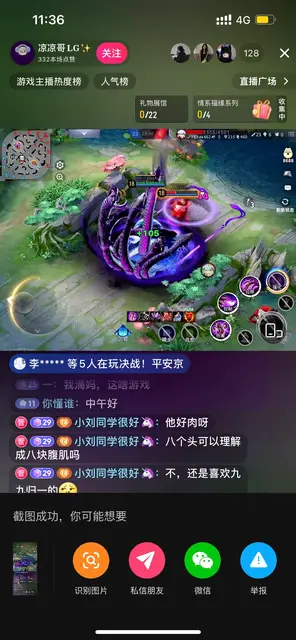 11:36
4G
凉凉哥 LG✨
332本场点赞
关注
128
游戏主播热度榜
人气榜
直播广场 >
礼物展馆
0/22
情系福缘系列
0/4
收集中
18
18
+105
李***** 等5人在玩决战！平安京
25 一：我滴妈，这啥游戏
11 你懂谁：中午好
管 29 小刘同学很好🦄：他好肉呀
管 29 小刘同学很好🦄：八个头可以理解
成八块腹肌吗
管 29 小刘同学很好🦄：不，还是喜欢九
九归一的
截图成功，你可能想要
识别图片
私信朋友
微信
举报